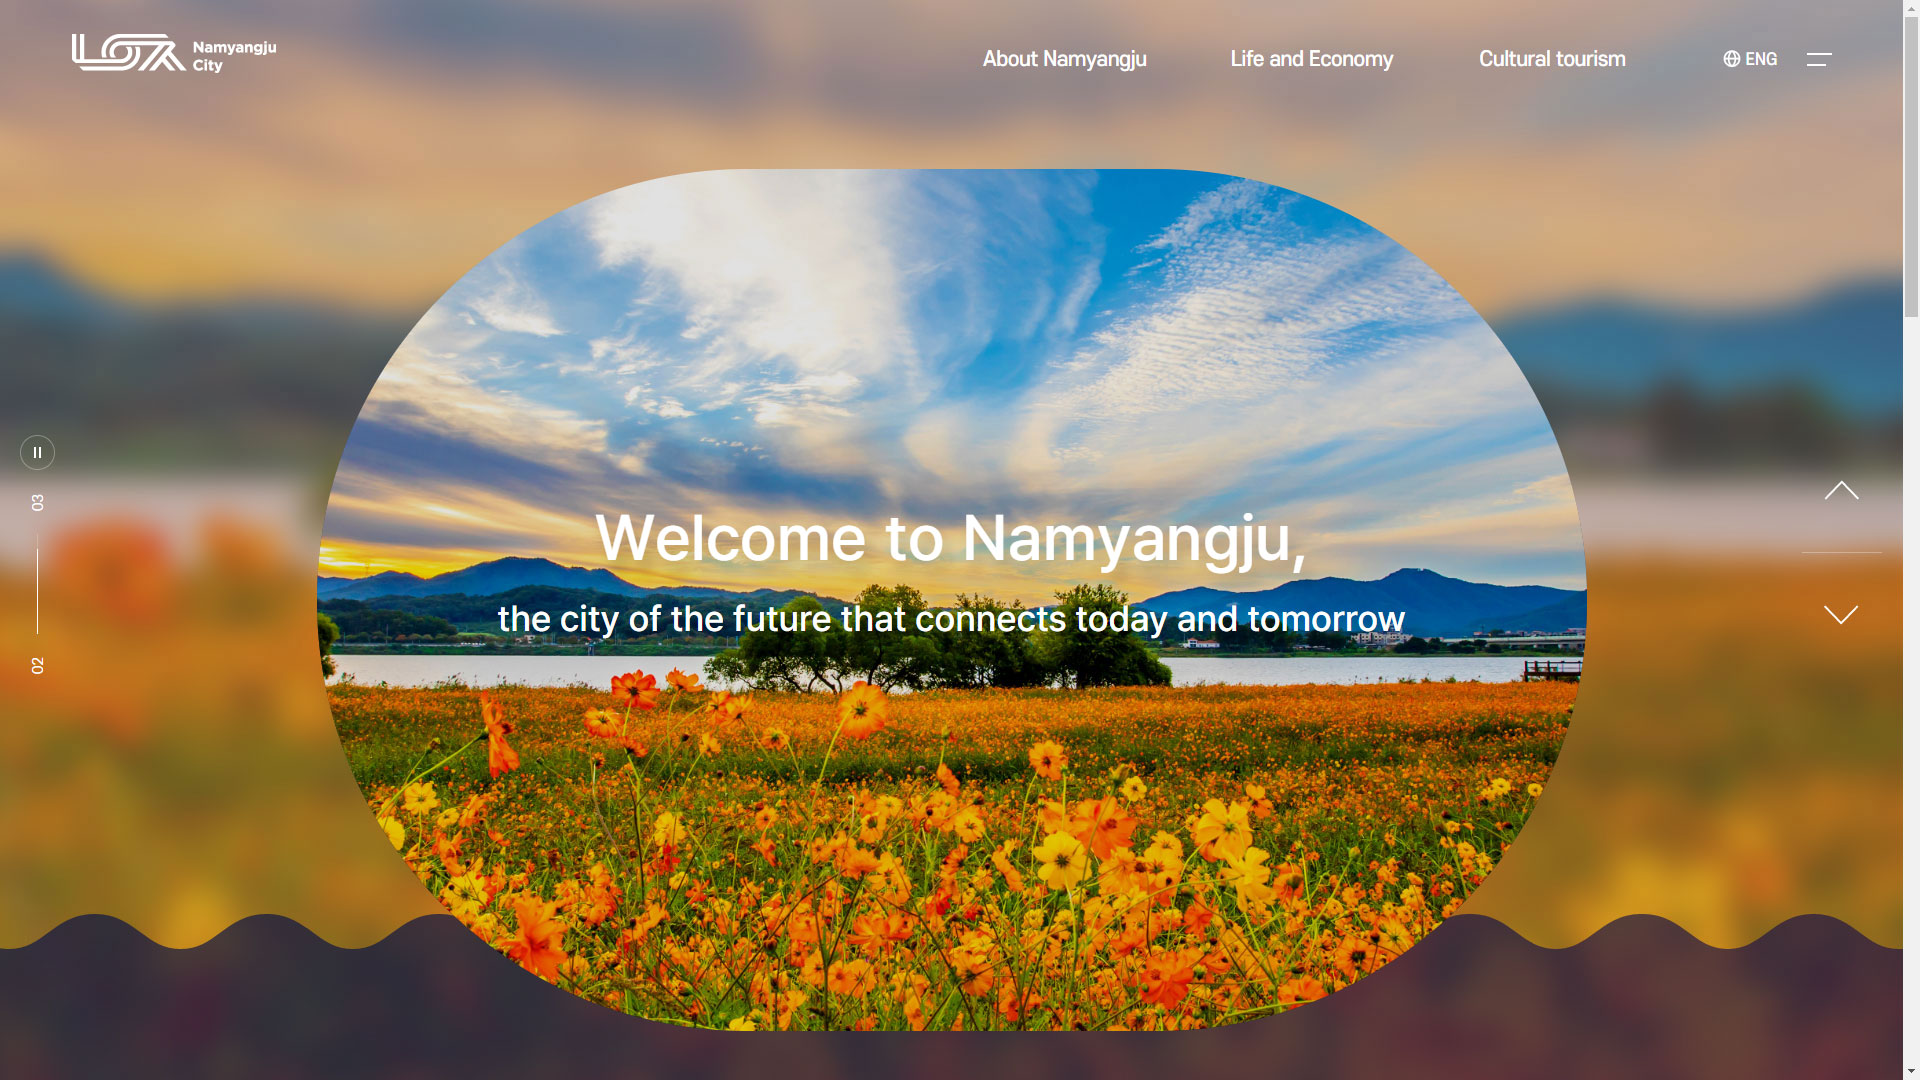 Namyangju
City
About Namyangju
Life and Economy
Cultural tourism
ENG
03
02
Welcome to Namyangju,
the city of the future that connects today and tomorrow